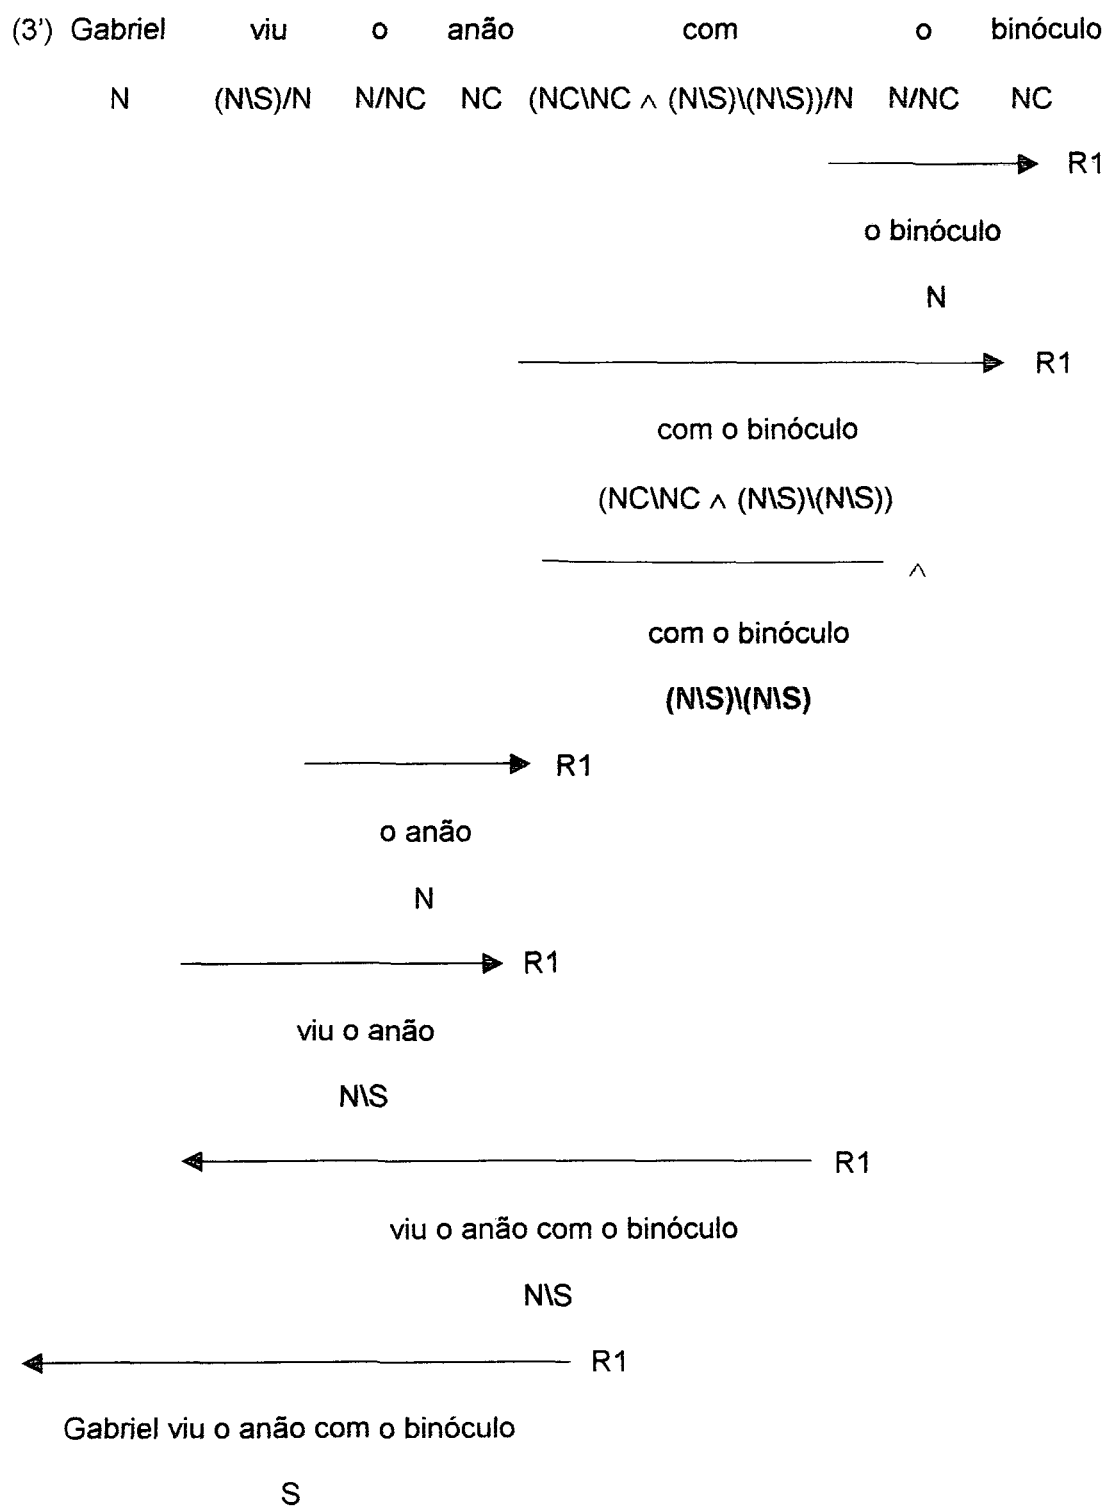 (3') Gabriel viu o anão com o binóculo
N (N\S)/N N/NC NC (NC\NC ∧ (N\S)\(N\S))/N N/NC NC
R1
o binóculo
N
R1
com o binóculo
(NC\NC ∧ (N\S)\(N\S))
∧
com o binóculo
(N\S)\(N\S)
R1
o anão
N
R1
viu o anão
N\S
R1
viu o anão com o binóculo
N\S
R1
Gabriel viu o anão com o binóculo
S